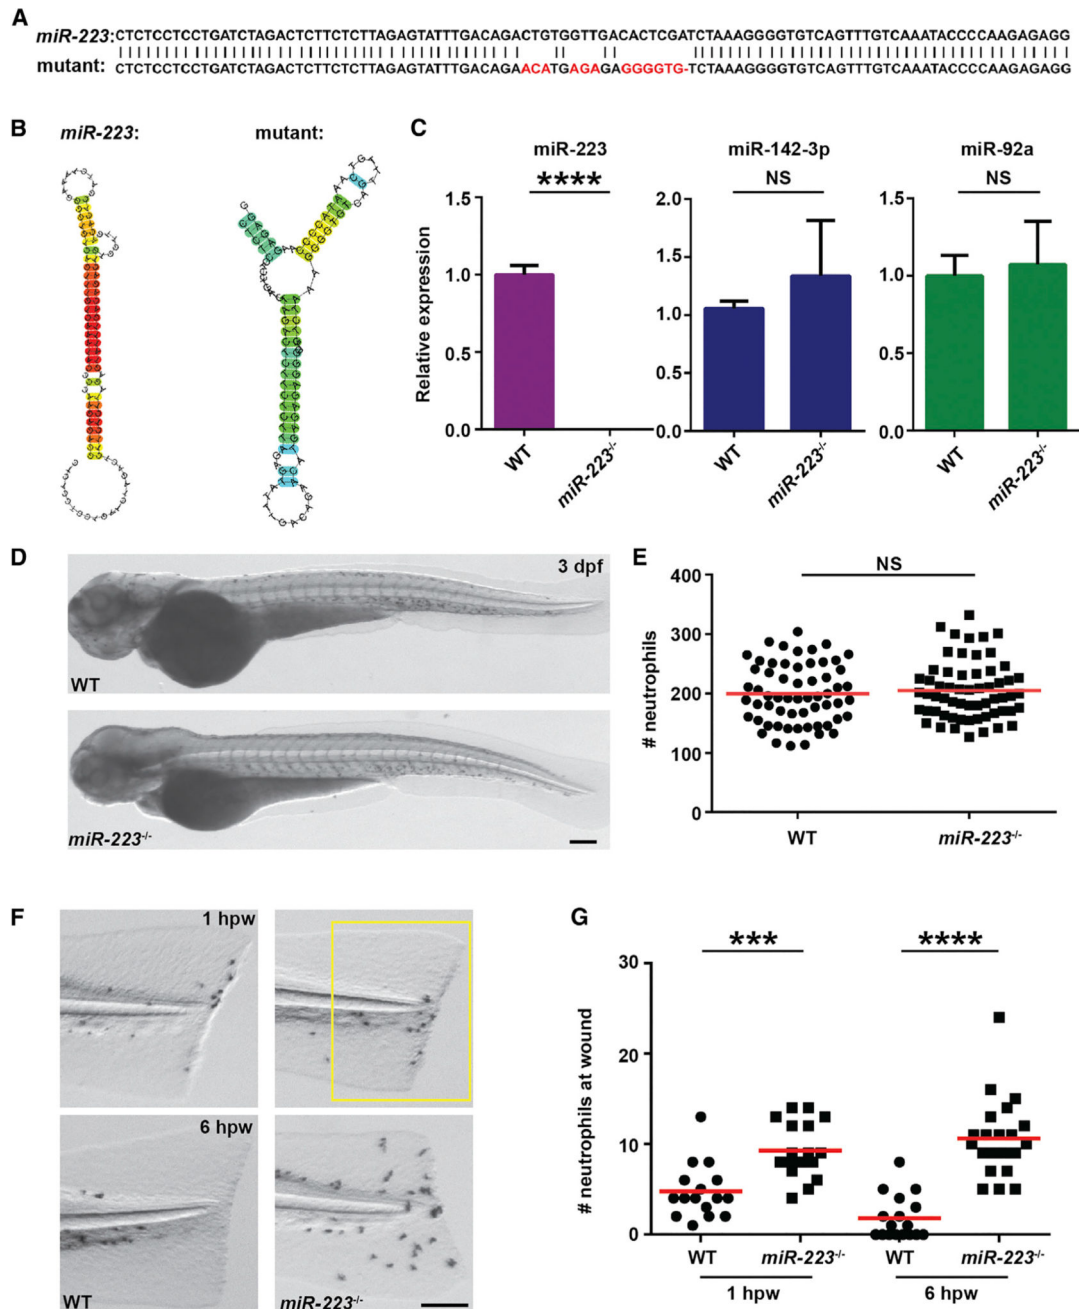 A
miR-223:CTCTCCTCCTGATCTAGACTCTTCTCTTAGAGTATTTGACAGACTGTGGTTGACACTCGATCTAAAGGGGTGTCAGTTTGTCAAATACCCCAAGAGAGG
mutant: CTCTCCTCCTGATCTAGACTCTTCTCTTAGAGTATTTGACAGAACATGAGAGAGGGGTG-TCTAAAGGGGTGTCAGTTTGTCAAATACCCCAAGAGAGG
B
miR-223:
mutant:
C
miR-223
miR-142-3p
miR-92a
****
NS
NS
Relative expression
1.5
1.0
0.5
0.0
2.0
1.5
1.0
0.5
0.0
1.5
1.0
0.5
0.0
WT
miR-223-/-
WT
miR-223-/-
WT
miR-223-/-
D
3 dpf
WT
miR-223-/-
E
NS
# neutrophils
400
300
200
100
0
WT
miR-223-/-
F
1 hpw
6 hpw
WT
miR-223-/-
G
***
****
# neutrophils at wound
30
20
10
0
WT
miR-223-/-
WT
miR-223-/-
1 hpw
6 hpw